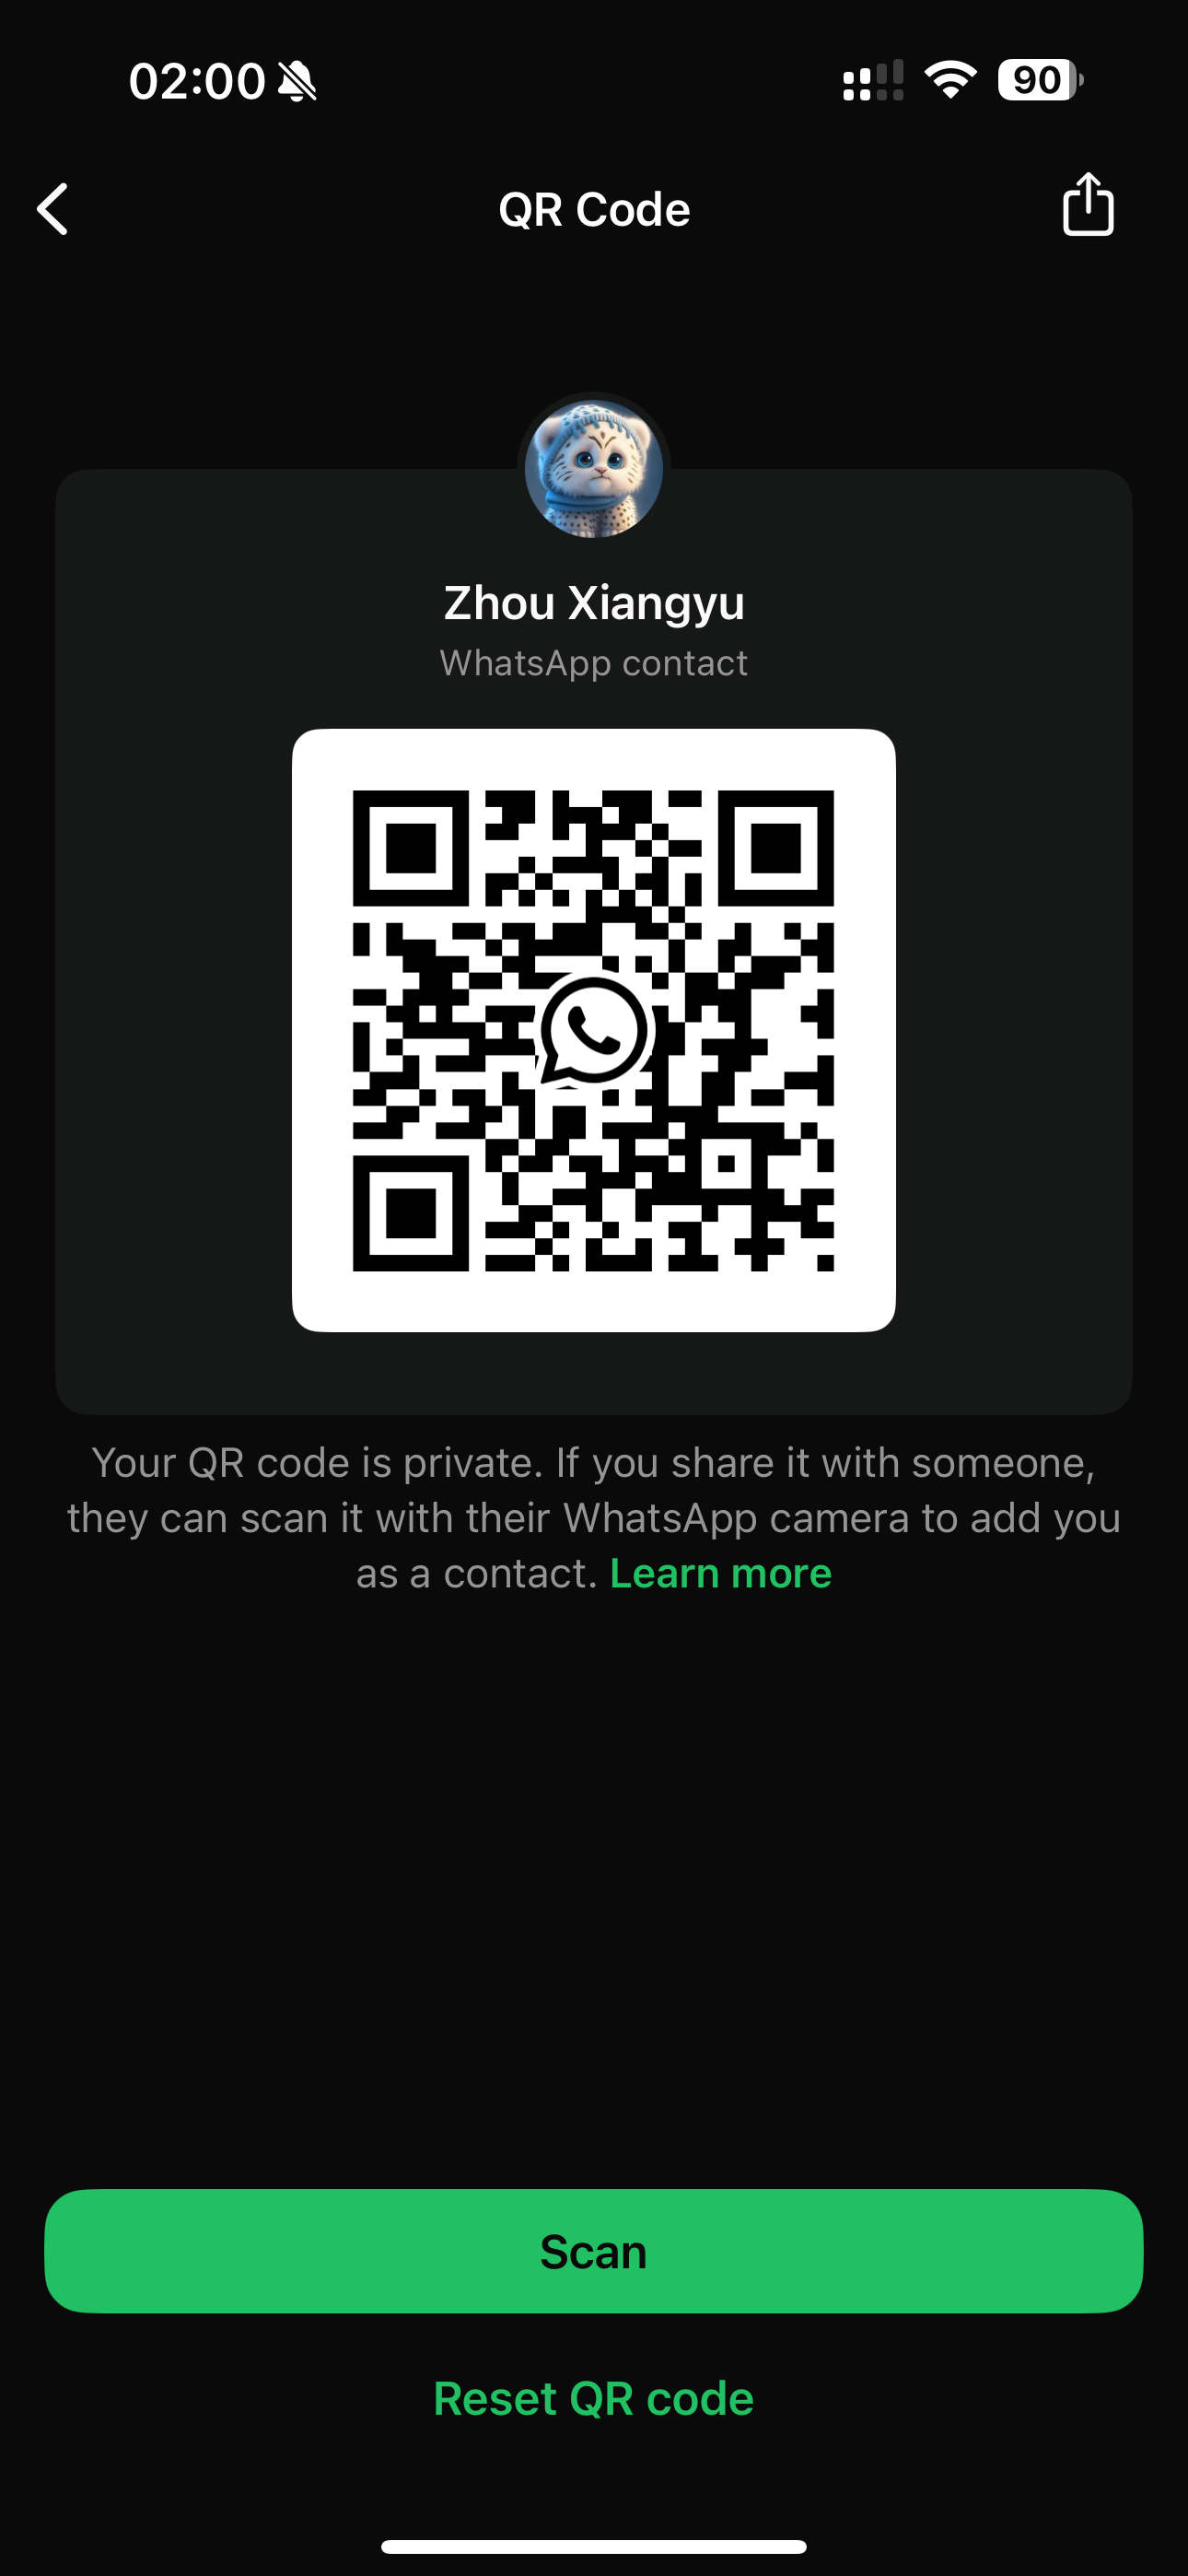 02:00
90
QR Code
Zhou Xiangyu
WhatsApp contact
Your QR code is private. If you share it with someone,
they can scan it with their WhatsApp camera to add you
as a contact. Learn more
Scan
Reset QR code